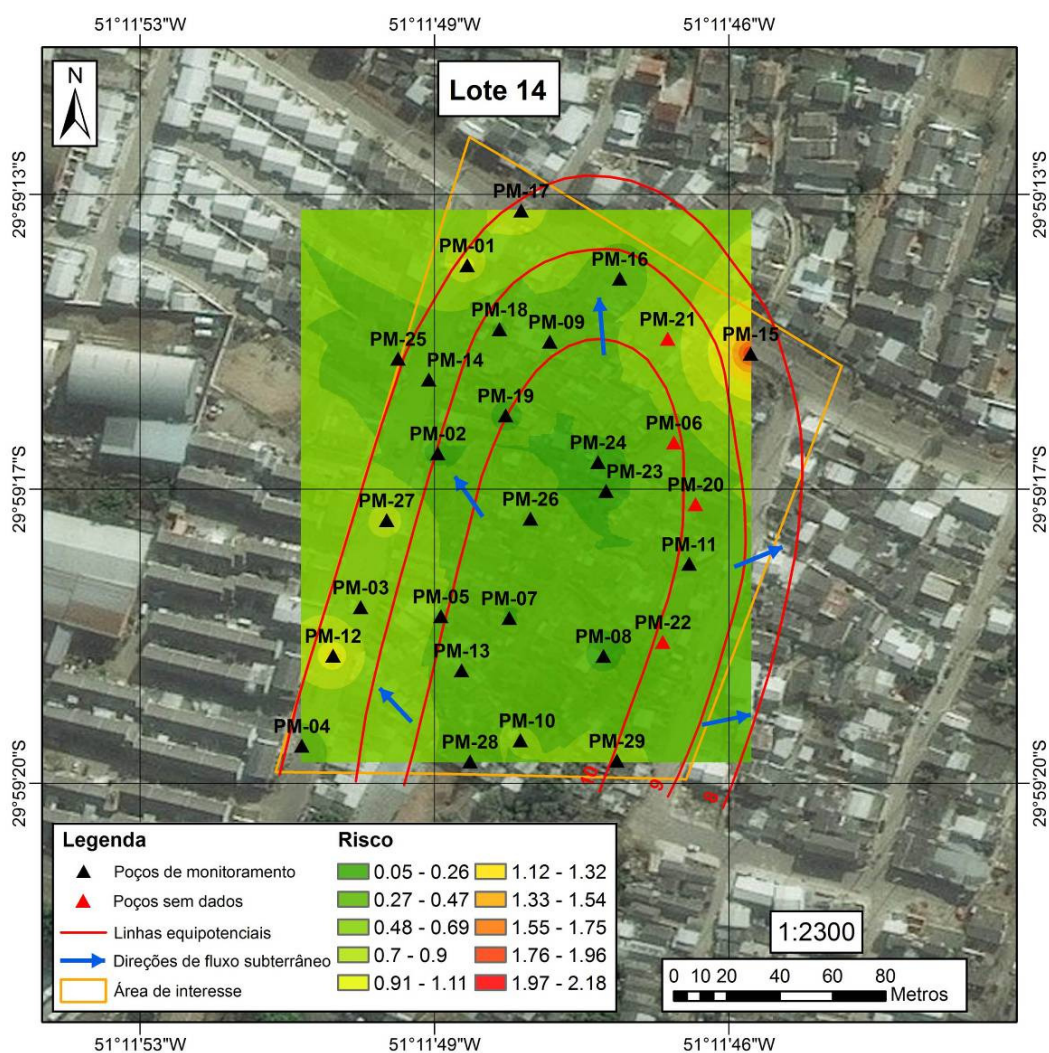 51°11'53"W
51°11'49"W
51°11'46"W
N
Lote 14
29°59'13"S
29°59'13"S
PM-17
PM-01
PM-16
PM-18
PM-09
PM-21
PM-15
PM-25
PM-14
PM-19
PM-02
PM-06
PM-24
PM-23
29°59'17"S
29°59'17"S
PM-20
PM-27
PM-26
PM-11
PM-03
PM-05
PM-07
PM-12
PM-13
PM-08
PM-22
PM-04
PM-10
PM-28
PM-29
10
9
8
29°59'20"S
29°59'20"S
Legenda
Poços de monitoramento
Poços sem dados
Linhas equipotenciais
Direções de fluxo subterrâneo
Área de interesse
Risco
0.05 - 0.26
0.27 - 0.47
0.48 - 0.69
0.7 - 0.9
0.91 - 1.11
1.12 - 1.32
1.33 - 1.54
1.55 - 1.75
1.76 - 1.96
1.97 - 2.18
1:2300
0 10 20 40 60 80
Metros
51°11'53"W
51°11'49"W
51°11'46"W